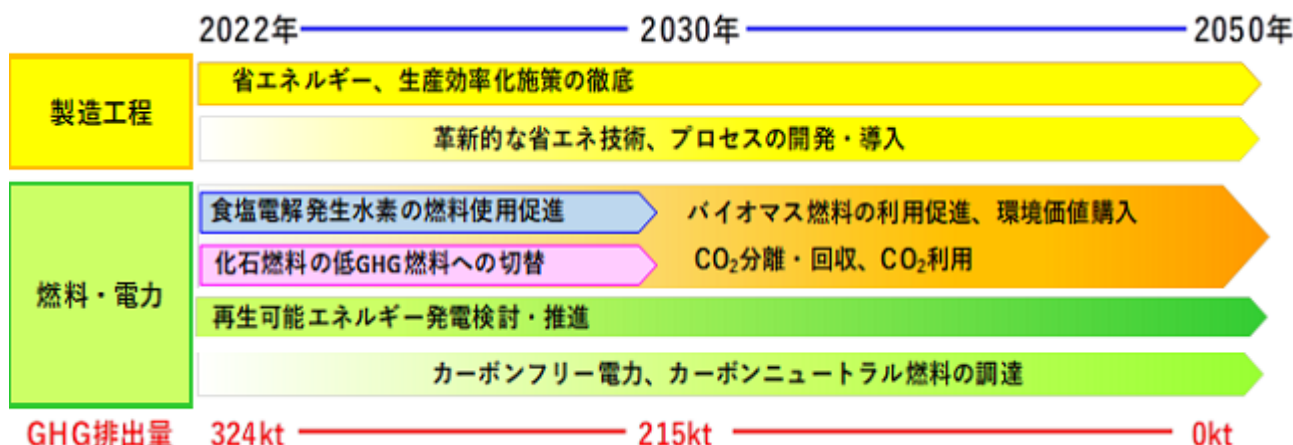 2022年 2030年 2050年
製造工程
省エネルギー、生産効率化施策の徹底
革新的な省エネ技術、プロセスの開発・導入
燃料・電力
食塩電解発生水素の燃料使用促進
化石燃料の低GHG燃料への切替
バイオマス燃料の利用促進、環境価値購入
CO₂分離・回収、CO₂利用
再生可能エネルギー発電検討・推進
カーボンフリー電力、カーボンニュートラル燃料の調達
GHG排出量 324kt 215kt 0kt